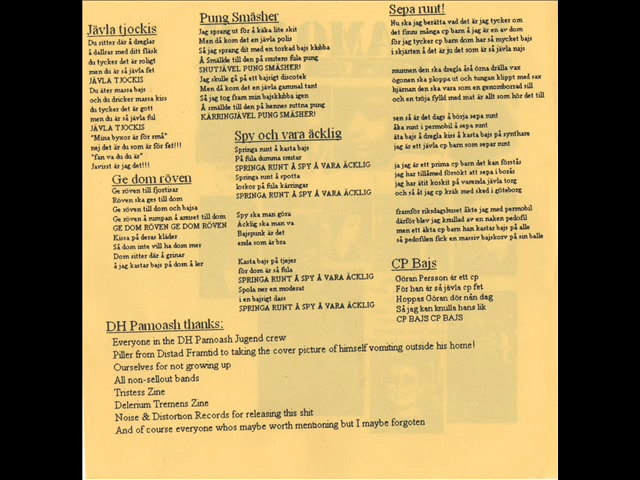 Jävla tjockis
Du sitter där å dreglar
å dallras med ditt fläsk
du tycker det är roligt
men du är så jävla fet
JÄVLA TJOCKIS
Du äter massa bajs
och du dricker massa kiss
du tycker det är gott
men du är så jävla ful
JÄVLA TJOCKIS
"Mina byxor är för små"
nej det är du som är för fet!!!
"fan va du är"
Javisst är jag det!!!
Ge dom röven
Ge röven till fjortisar
Röven ska ges till dom
Ge röven till dom och bajsa
Ge röven å rumpan å anuset till dom
GE DOM RÖVEN GE DOM RÖVEN
Kissa på deras kläder
Så dom inte vill ha dom mer
Dom sitter där å grinar
å jag kastar bajs på dom å ler
Pung Smäsher
Jag sprang ut för å käka lite skit
Men då kom det en jävla polis
Så jag sprang dit med en torkad bajs klubba
Å Smällde till den på snutens fula pung
SNUTJÄVEL PUNG SMÄSHER!
Jag skulle gå på ett bajsigt discotek
Men då kom det en jävla gammal tant
Så jag tog fram min bajsklubba igen
Å smällde till den på hennes ruttna pung
KÄRRINGJÄVEL PUNG SMÄSHER!
Spy och vara äcklig
Springa runt å kasta bajs
På fula dumma snutar
SPRINGA RUNT Å SPY Å VARA ÄCKLIG
Springa runt å spotta
loskor på fula kärringar
SPRINGA RUNT Å SPY Å VARA ÄCKLIG
Spy ska man göra
Äcklig ska man va
Bajspunk är det
enda som är bra
Kasta bajs på tjejer
för dom är så fula
SPRINGA RUNT Å SPY Å VARA ÄCKLIG
Spola ner en moderat
i en bajsigt dass
SPRINGA RUNT Å SPY Å VARA ÄCKLIG
Sepa runt!
Nu ska jag berätta vad det är jag tycker om
det finns många cp barn å jag är en av dom
för jag tycker cp barn dom har så mycket bajs
i skjärten å det är ju det som är så jävla najs
munnen ska dregla åså örna drälla vax
ögonen ska ploppa ut och tungan klippt med sax
hjärnan den ska vara som en genomborrad sill
och en tröja fylld med mat är allt som hör det till
sen så är det dags å börja sepa runt
åka runt i permobil å sepa runt
äta bajs å dregla kiss å kasta bajs på synthare
jag är ett jävla cp barn som separ runt
ja jag är ett prima cp barn det kan förstås
jag har tillåmed försökt att sepa i borås
jag har ätit koskit på varenda jävla torg
och så åt jag cp kräk med sked i göteborg
framför riksdagshuset åkte jag med permobil
därför blev jag knullad av en naken pedofil
men ett äkta cp barn han kastar bajs på alle
så pedofilen fick en massiv bajskorv på sin balle
CP Bajs
Göran Persson är ett cp
För han är så jävla cp fet
Hoppas Göran dör nån dag
Så jag kan knulla hans lik
CP BAJS CP BAJS
DH Pamoash thanks:
Everyone in the DH Pamoash Jugend crew
Piller from Distad Framtid to taking the cover picture of himself vomiting outside his home!
Ourselves for not growing up
All non-sellout bands
Tristess Zine
Delerium Tremens Zine
Noise & Distortion Records for releasing this shit
And of course everyone whos maybe worth mentioning but I maybe forgoten